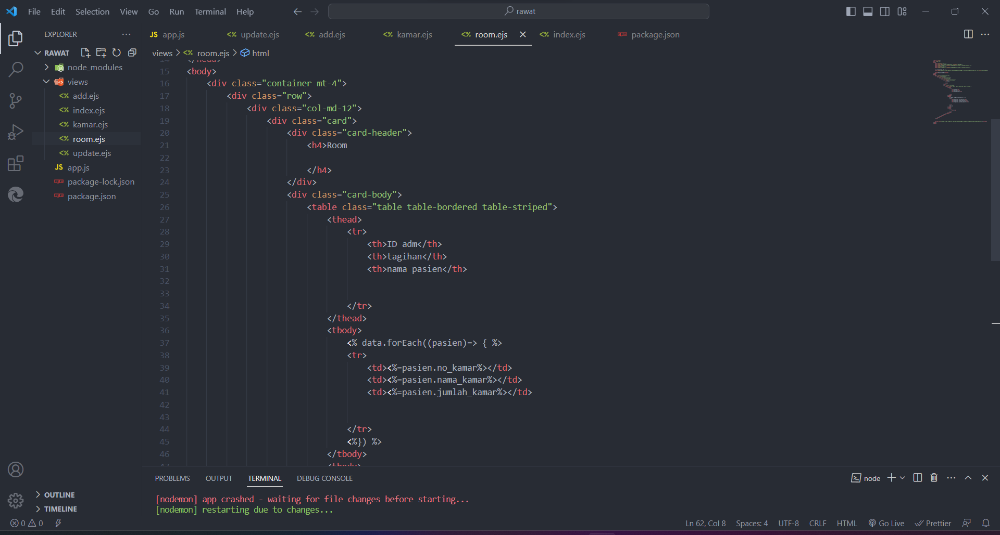 File Edit Selection View Go Run Terminal Help
rawat
EXPLORER
RAWAT
node_modules
views
<% add.ejs
<% index.ejs
<% kamar.ejs
<% room.ejs
<% update.ejs
JS app.js
package-lock.json
package.json
OUTLINE
TIMELINE
JS app.js <% update.ejs <% add.ejs <% kamar.ejs <% room.ejs <% index.ejs package.json
views > <% room.ejs > html
14 </head>
15 <body>
16 <div class="container mt-4">
17 <div class="row">
18 <div class="col-md-12">
19 <div class="card">
20 <div class="card-header">
21 <h4>Room
22
23 </h4>
24 </div>
25 <div class="card-body">
26 <table class="table table-bordered table-striped">
27 <thead>
28 <tr>
29 <th>ID adm</th>
30 <th>tagihan</th>
31 <th>nama pasien</th>
32
33
34 </tr>
35 </thead>
36 <tbody>
37 <% data.forEach((pasien)=> { %>
38 <tr>
39 <td><%=pasien.no_kamar%></td>
40 <td><%=pasien.nama_kamar%></td>
41 <td><%=pasien.jumlah_kamar%></td>
42
43
44 </tr>
45 <%}) %>
46 </tbody>
47 <tbody>
PROBLEMS OUTPUT TERMINAL DEBUG CONSOLE
node
[nodemon] app crashed - waiting for file changes before starting...
[nodemon] restarting due to changes...
0 0
Ln 62, Col 8 Spaces: 4 UTF-8 CRLF HTML Go Live Prettier